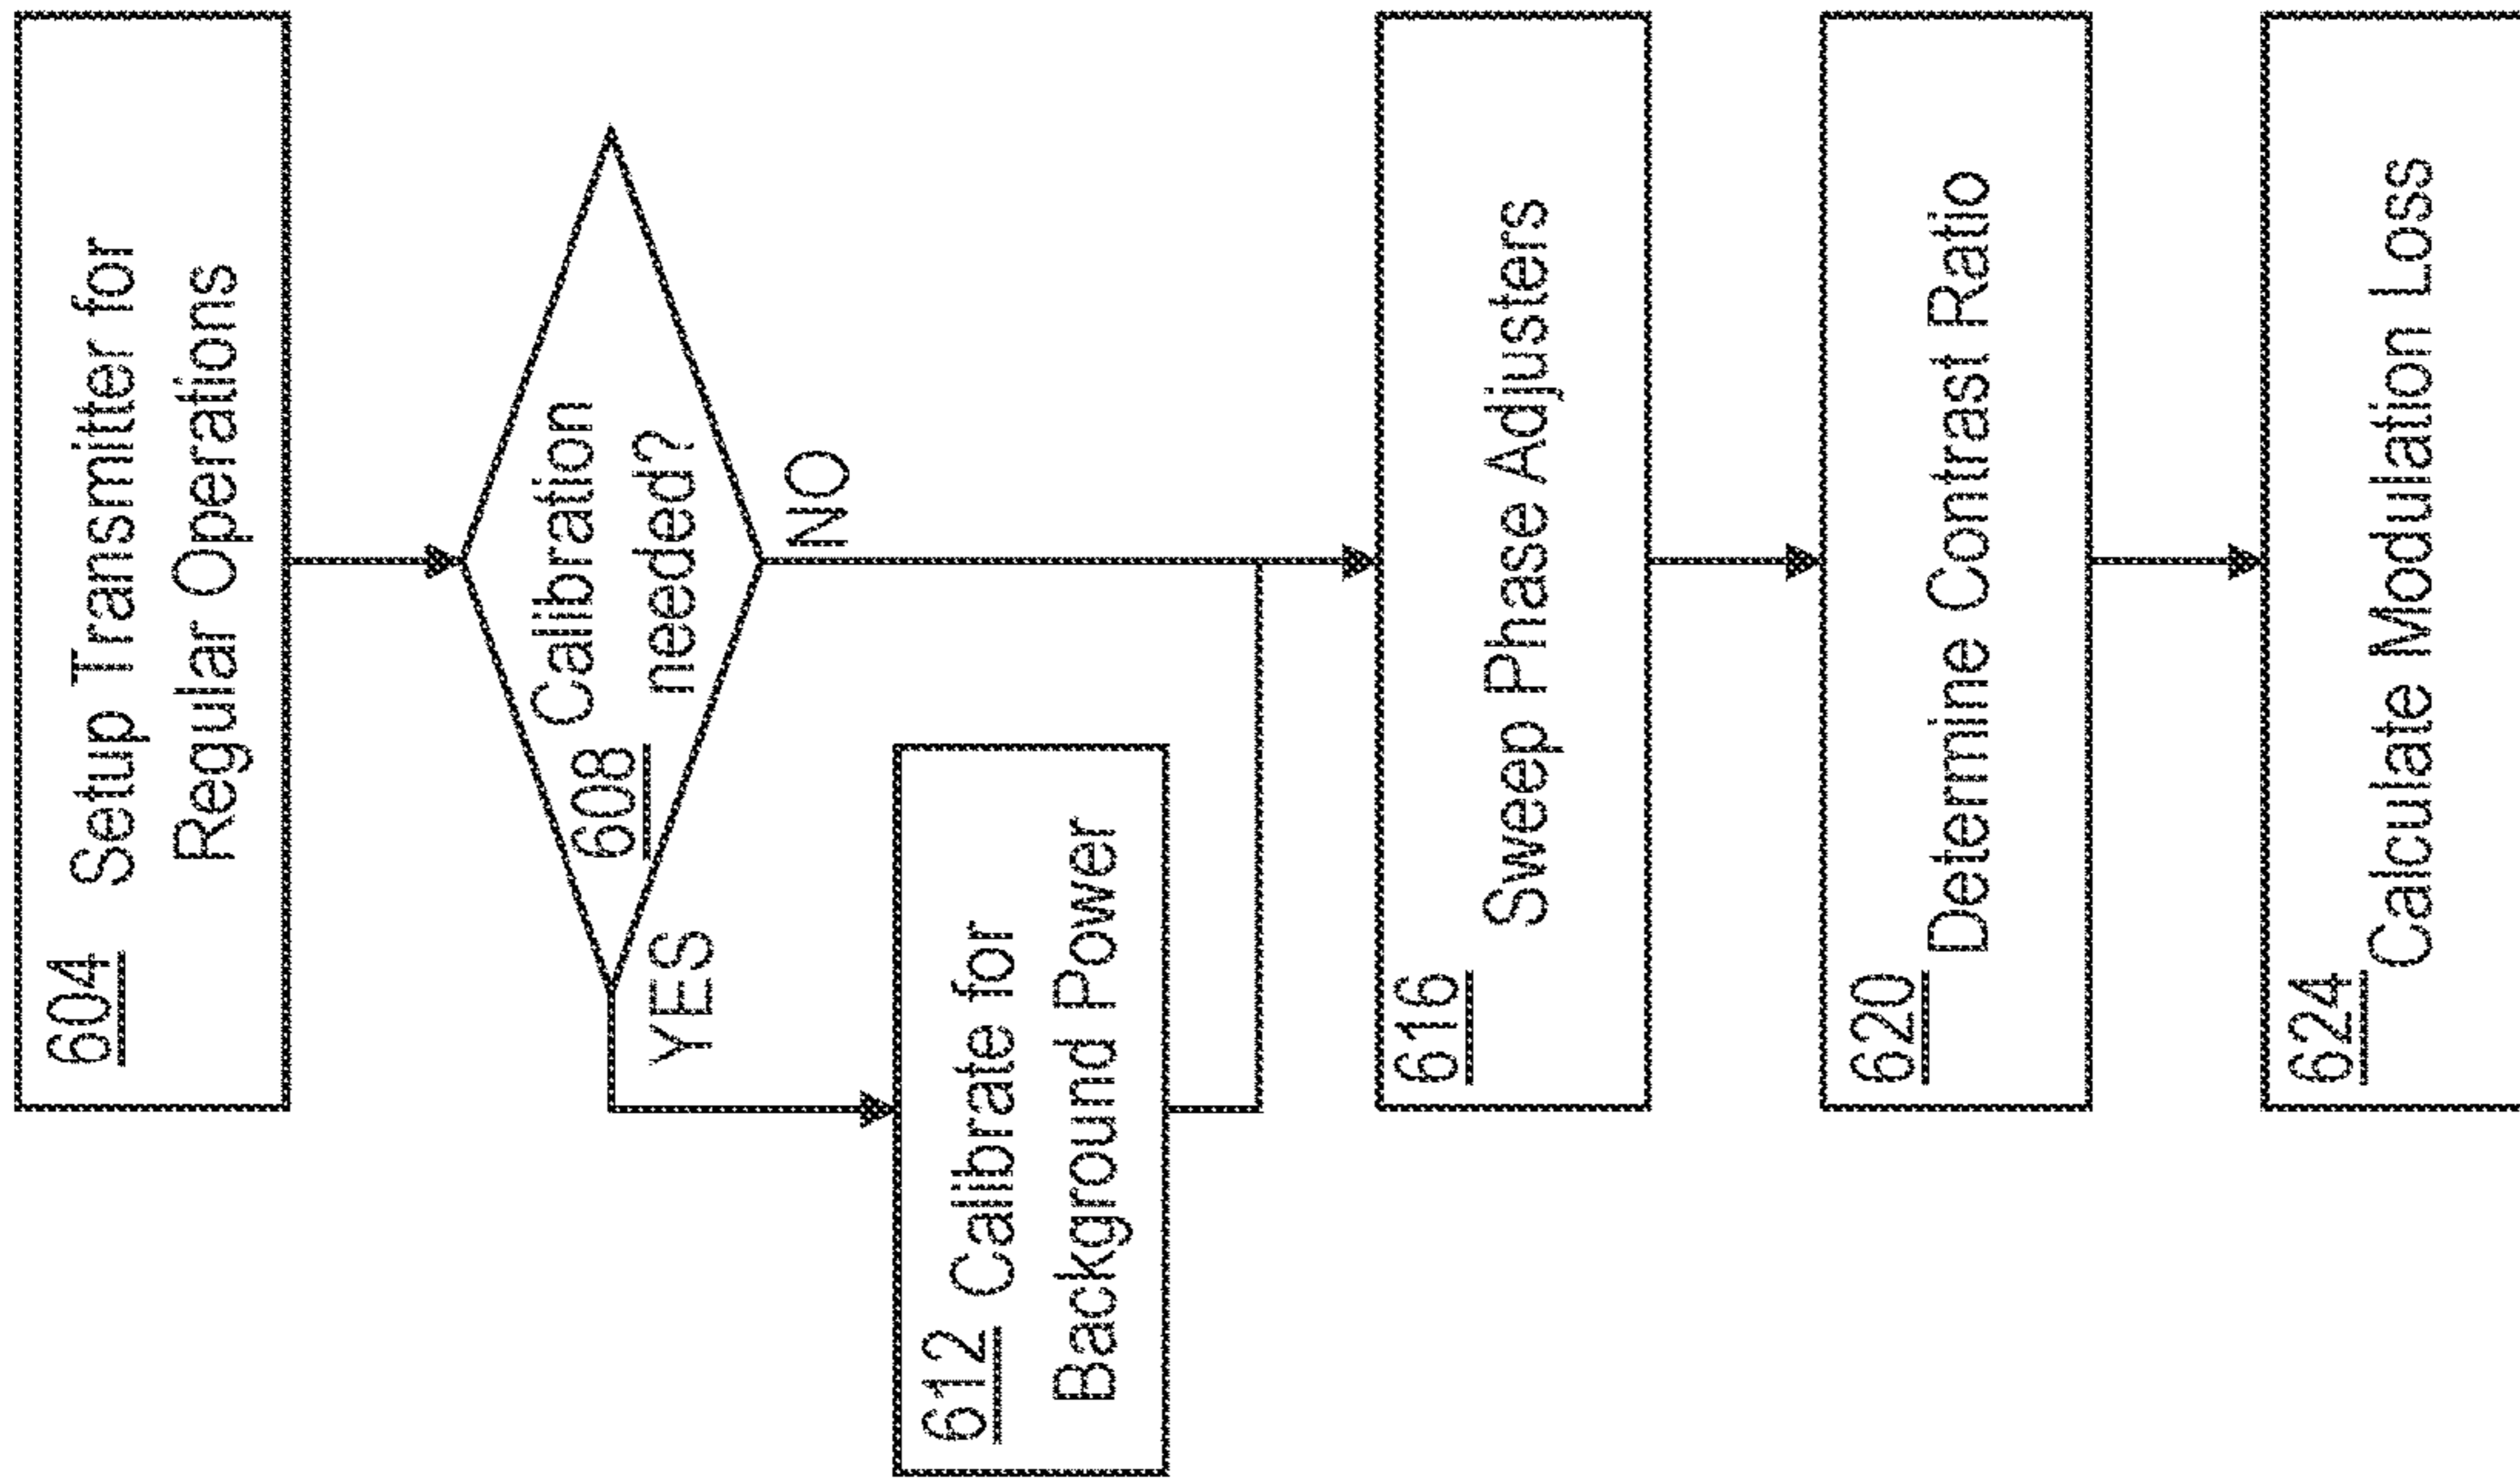 604 Setup Transmitter for
Regular Operations
Calibration
608 needed?
YES
NO
612 Calibrate for
Background Power
616
Sweep Phase Adjusters
620
Determine Contrast Ratio
624
Calculate Modulation Loss